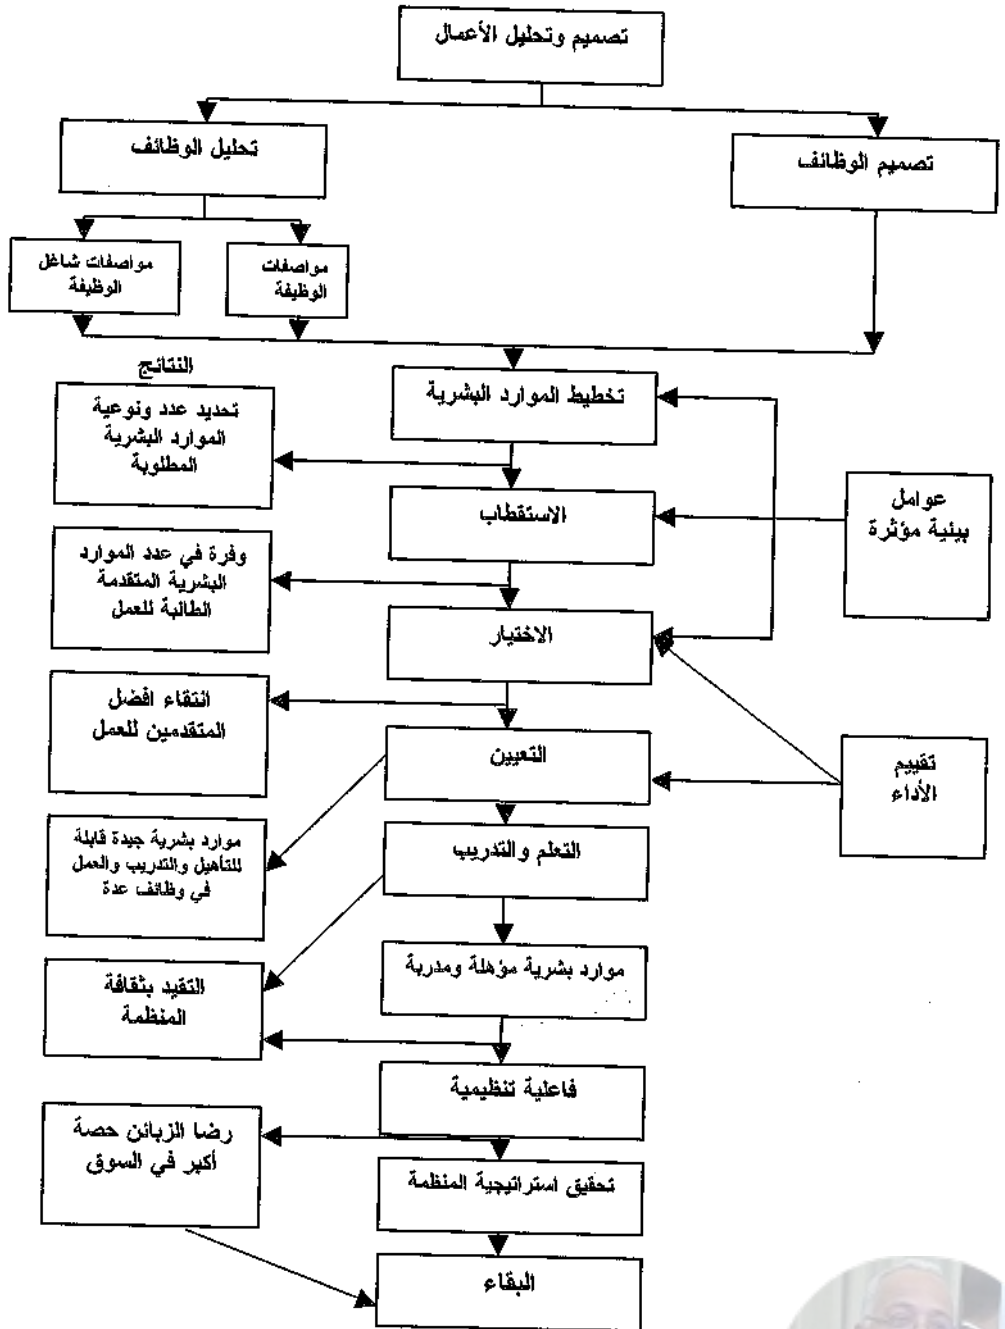 تصميم وتحليل الأعمال
تصميم الوظائف
تحليل الوظائف
مواصفات
الوظيفة
مواصفات شاغل
الوظيفة
النتائج
تخطيط الموارد البشرية
تحديد عدد ونوعية
الموارد البشرية
المطلوبة
عوامل
بيئية مؤثرة
الاستقطاب
وفرة في عدد الموارد
البشرية المتقدمة
الطالبة للعمل
الاختيار
انتقاء افضل
المتقدمين للعمل
تقييم
الأداء
التعيين
موارد بشرية جيدة قابلة
للتأهيل والتدريب والعمل
في وظائف عدة
التعلم والتدريب
موارد بشرية مؤهلة ومدربة
التقيد بثقافة
المنظمة
فاعلية تنظيمية
رضا الزبائن حصة
أكبر في السوق
تحقيق استراتيجية المنظمة
البقاء